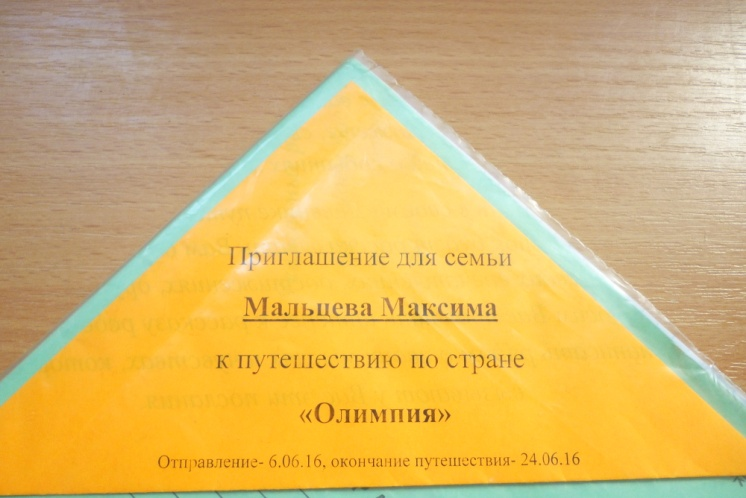 Приглашение для семьи
Мальцева Максима
к путешествию по стране
«Олимпия»
Отправление- 6.06.16, окончание путешествия- 24.06.16